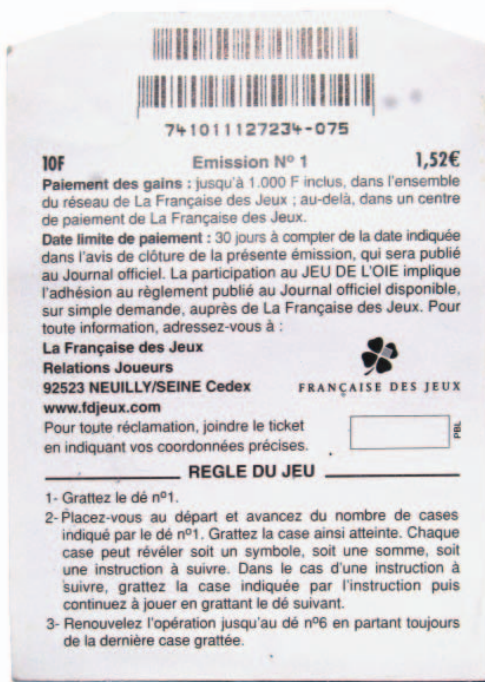 741011127234-075
10F Emission Nº 1 1,52€
Paiement des gains : jusqu'à 1.000 F inclus, dans l'ensemble
du réseau de La Française des Jeux ; au-delà, dans un centre
de paiement de La Française des Jeux.
Date limite de paiement : 30 jours à compter de la date indiquée
dans l'avis de clôture de la présente émission, qui sera publié
au Journal officiel. La participation au JEU DE L'OIE implique
l'adhésion au règlement publié au Journal officiel disponible,
sur simple demande, auprès de La Française des Jeux. Pour
toute information, adressez-vous à :
La Française des Jeux
Relations Joueurs
92523 NEUILLY/SEINE Cedex
FRANÇAISE DES JEUX
www.fdjeux.com
Pour toute réclamation, joindre le ticket
en indiquant vos coordonnées précises.
PBL
REGLE DU JEU
1- Grattez le dé nº1.
2- Placez-vous au départ et avancez du nombre de cases
indiqué par le dé nº1. Grattez la case ainsi atteinte. Chaque
case peut révéler soit un symbole, soit une somme, soit
une instruction à suivre. Dans le cas d'une instruction à
suivre, grattez la case indiquée par l'instruction puis
continuez à jouer en grattant le dé suivant.
3- Renouvelez l'opération jusqu'au dé nº6 en partant toujours
de la dernière case grattée.